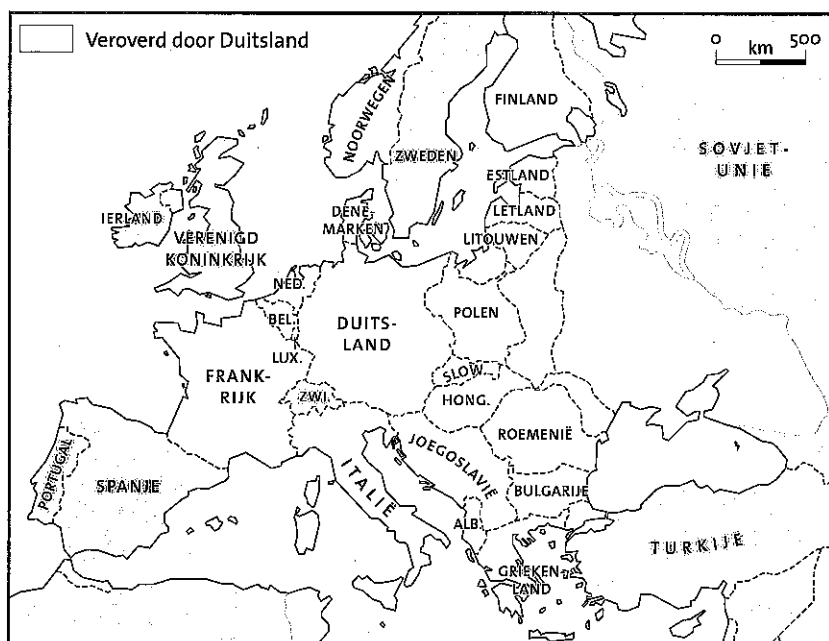 Veroverd door Duitsland
0 500
km
NOORWEGEN
FINLAND
ZWEDEN
SOVJET-
UNIE
ESTLAND
LETLAND
LITOUWEN
IERLAND
VERENIGD
KONINKRIJK
DENE-
MARKEN
NED.
BEL.
LUX.
DUITS-
LAND
POLEN
FRANK-
RIJK
ZWI.
SLOW.
HONG.
ROEMENIË
JOEGOSLAVIE
BULGARIJE
ITALIË
ALB.
GRIEKEN-
LAND
TURKIJE
PORTUGAL
SPANJE